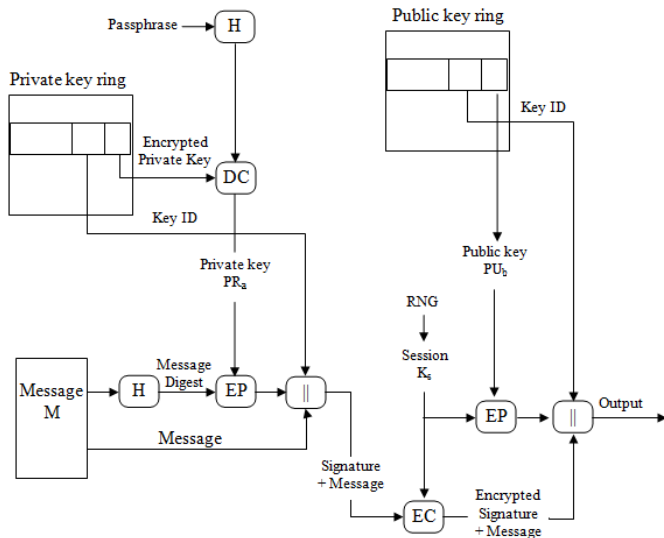 Public key ring
Passphrase
H
Private key ring
Key ID
Encrypted
Private Key
DC
Key ID
Private key
PRa
Public key
PUb
RNG
Session
Ks
Message
M
H
Message
Digest
EP
||
EP
||
Output
Message
Signature
+ Message
EC
Encrypted
Signature
+ Message